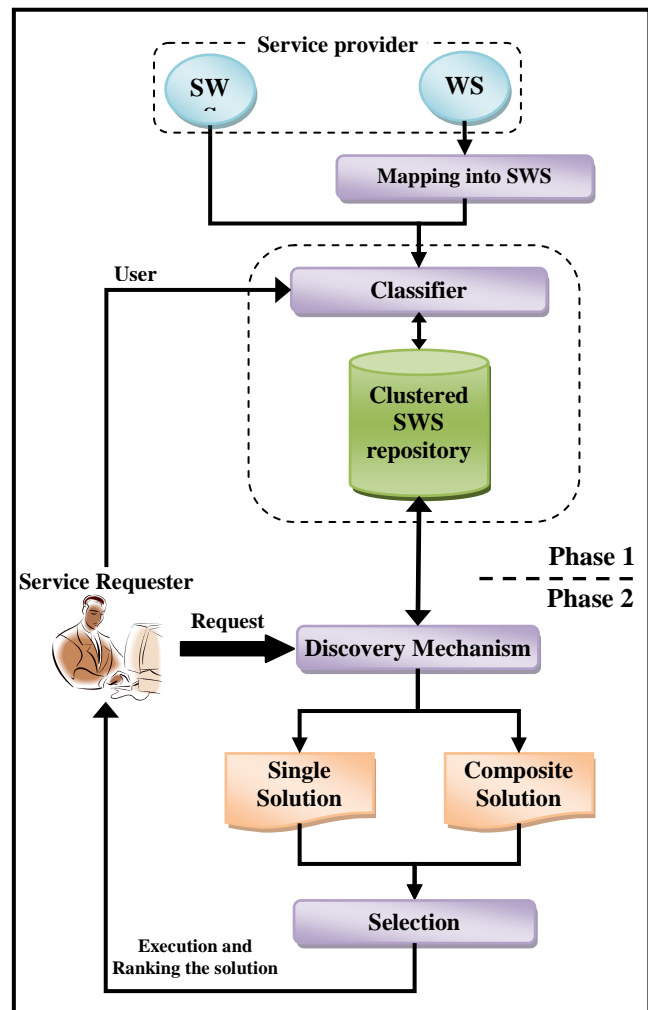 Service provider
SW
WS
Mapping into SWS
User
Classifier
Clustered
SWS
repository
Phase 1
Phase 2
Service Requester
Request
Discovery Mechanism
Single
Solution
Composite
Solution
Selection
Execution and
Ranking the solution